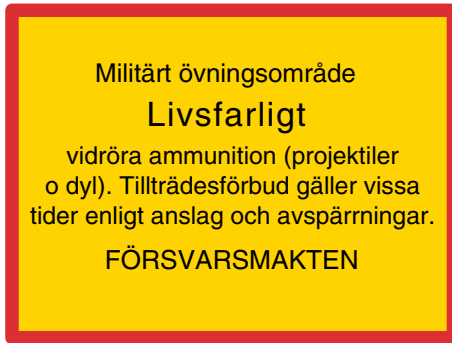 Militärt övningsområde
Livsfarligt
vidröra ammunition (projektiler
o dyl). Tillträdesförbud gäller vissa
tider enligt anslag och avspärrningar.
FÖRSVARSMAKTEN